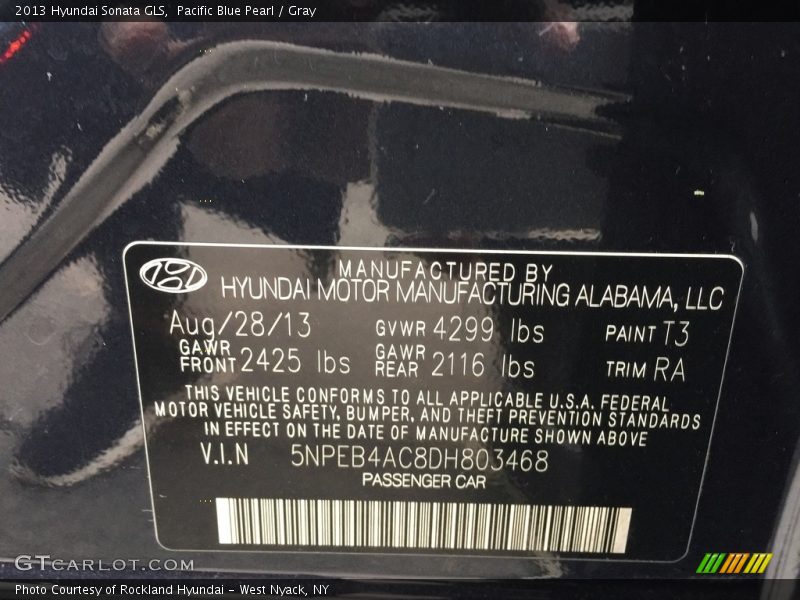 2013 Hyundai Sonata GLS, Pacific Blue Pearl / Gray
MANUFACTURED BY
HYUNDAI MOTOR MANUFACTURING ALABAMA, LLC
Aug/28/13 GVWR 4299 lbs PAINT T3
GAWR FRONT 2425 lbs GAWR REAR 2116 lbs TRIM RA
THIS VEHICLE CONFORMS TO ALL APPLICABLE U.S.A. FEDERAL
MOTOR VEHICLE SAFETY, BUMPER, AND THEFT PREVENTION STANDARDS
IN EFFECT ON THE DATE OF MANUFACTURE SHOWN ABOVE
V.I.N 5NPEB4AC8DH803468
PASSENGER CAR
GTCARLOT.COM
Photo Courtesy of Rockland Hyundai - West Nyack, NY